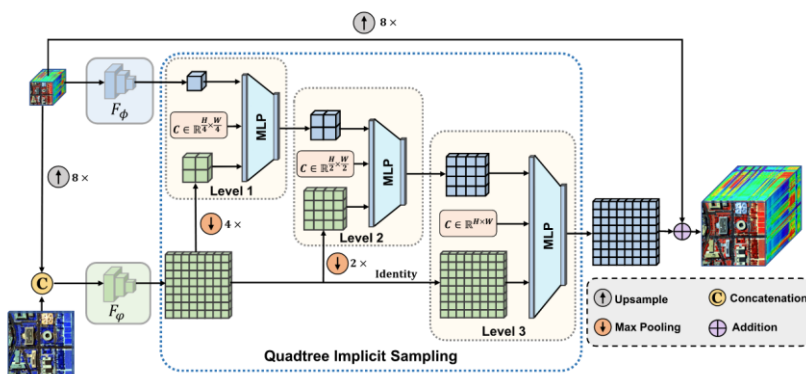 ↑ 8 ×
F_ϕ
C ∈ ℝ^{H/4 × W/4}
MLP
Level 1
↑ 8 ×
↓ 4 ×
C ∈ ℝ^{H/2 × W/2}
MLP
Level 2
↓ 2 ×
C ∈ ℝ^{H×W}
MLP
Level 3
Identity
C
F_φ
Quadtree Implicit Sampling
↑ Upsample
C Concatenation
↓ Max Pooling
⊕ Addition